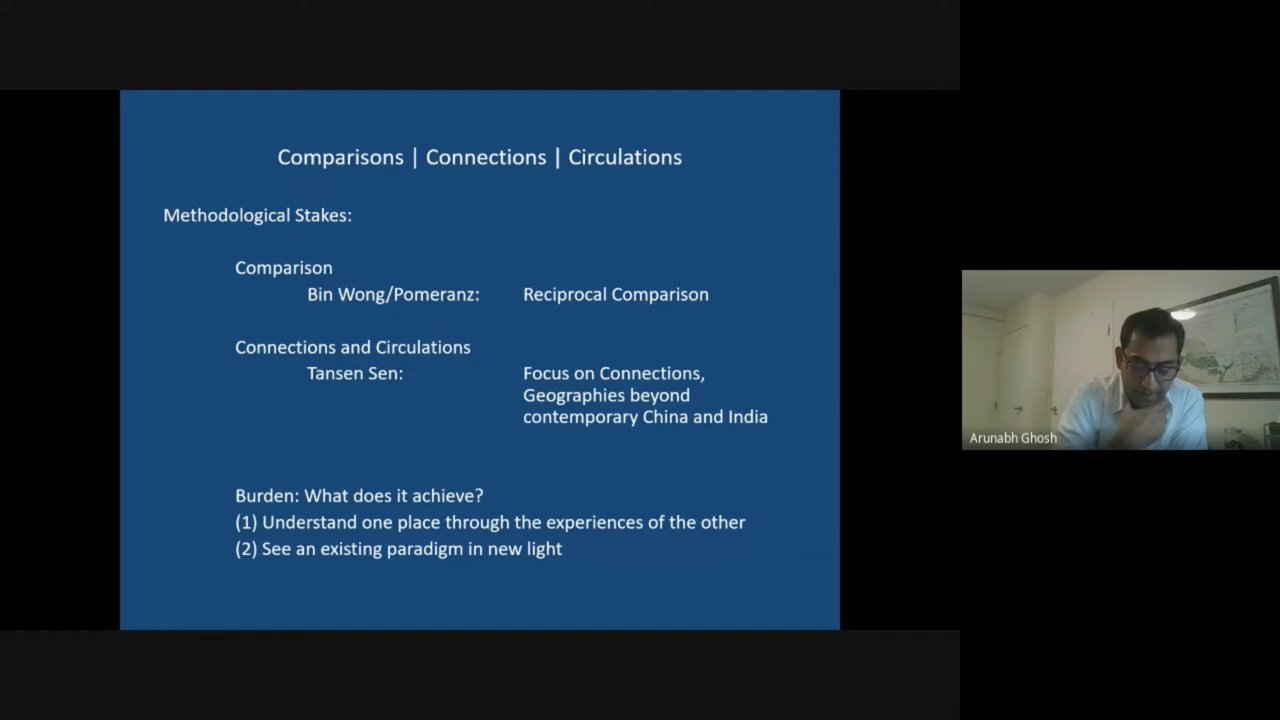 Comparisons | Connections | Circulations
Methodological Stakes:
Comparison
Bin Wong/Pomeranz: Reciprocal Comparison
Connections and Circulations
Tansen Sen: Focus on Connections,
Geographies beyond
contemporary China and India
Burden: What does it achieve?
(1) Understand one place through the experiences of the other
(2) See an existing paradigm in new light
Arunabh Ghosh